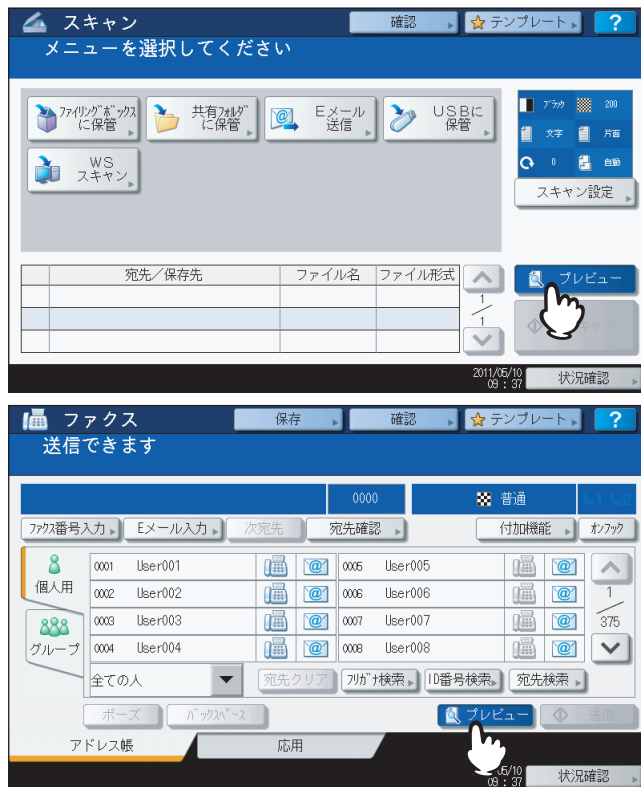 スキャン 確認 テンプレート ?
メニューを選択してください
ファイリングボックスに保管
共有フォルダに保管
Eメール送信
USBに保管
WSスキャン
ブラック 200
文字 片面
0 自動
スキャン設定
宛先／保存先 ファイル名 ファイル形式
1/1
プレビュー
2011/05/10 09:37 状況確認
ファクス 保存 確認 テンプレート ?
送信できます
0000 普通 1 2
ファクス番号入力 Eメール入力 次宛先 宛先確認 付加機能 オンフック
個人用
グループ
0001 User001 0005 User005
0002 User002 0006 User006
0003 User003 0007 User007
0004 User004 0008 User008
1/375
全ての人 宛先クリア フリガナ検索 ID番号検索 宛先検索
ポーズ バックスペース プレビュー 送信
アドレス帳 応用
05/10 09:37 状況確認